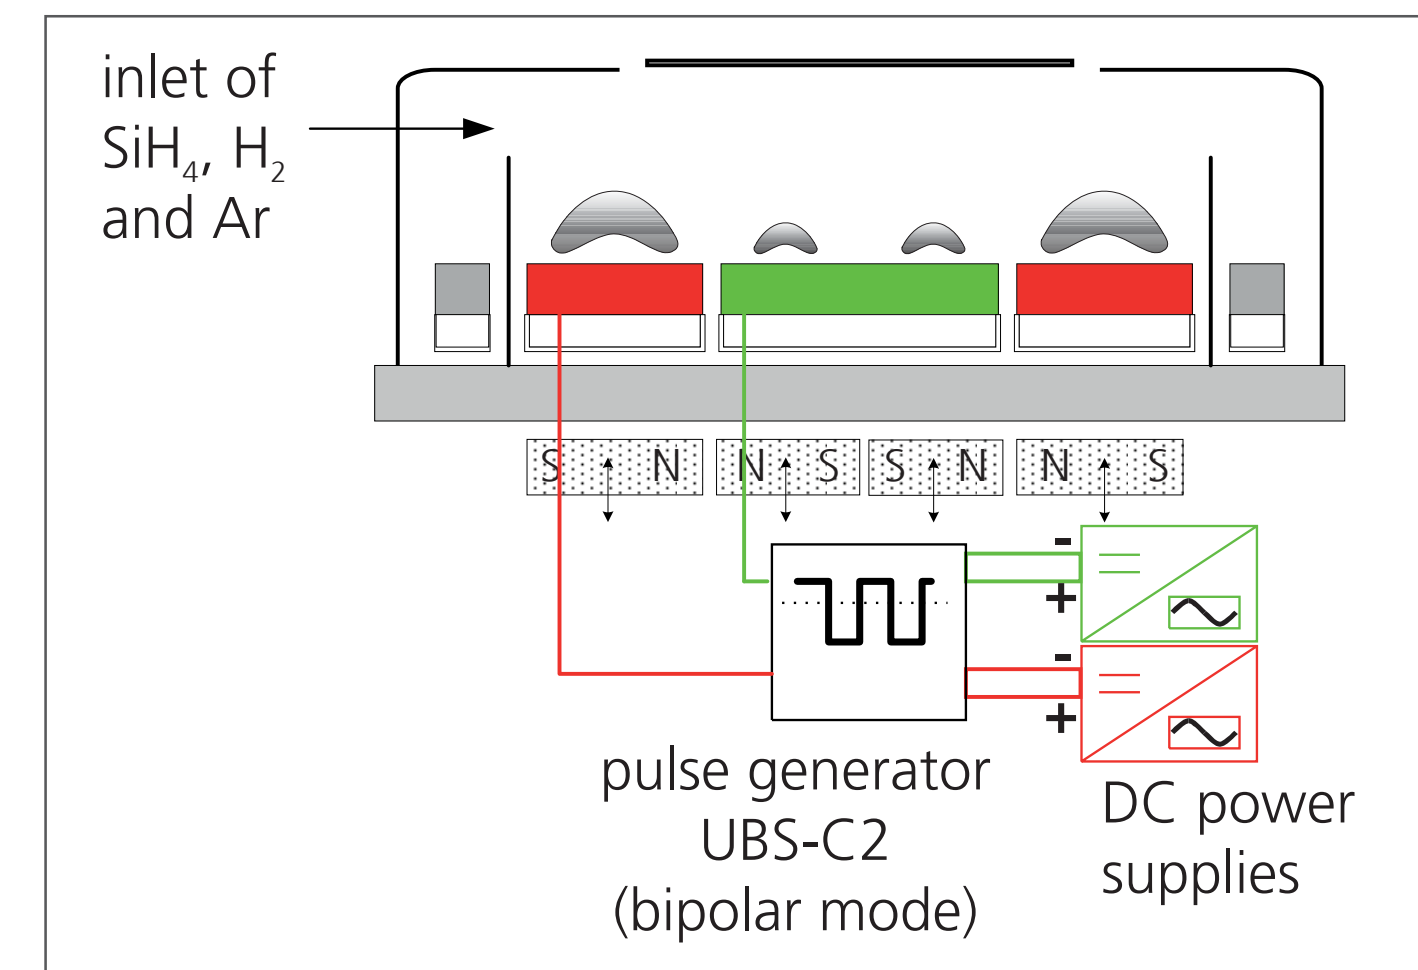 inlet of
SiH₄, H₂
and Ar
S N N S S N N S
-
+
-
+
pulse generator
UBS-C2
(bipolar mode)
DC power
supplies